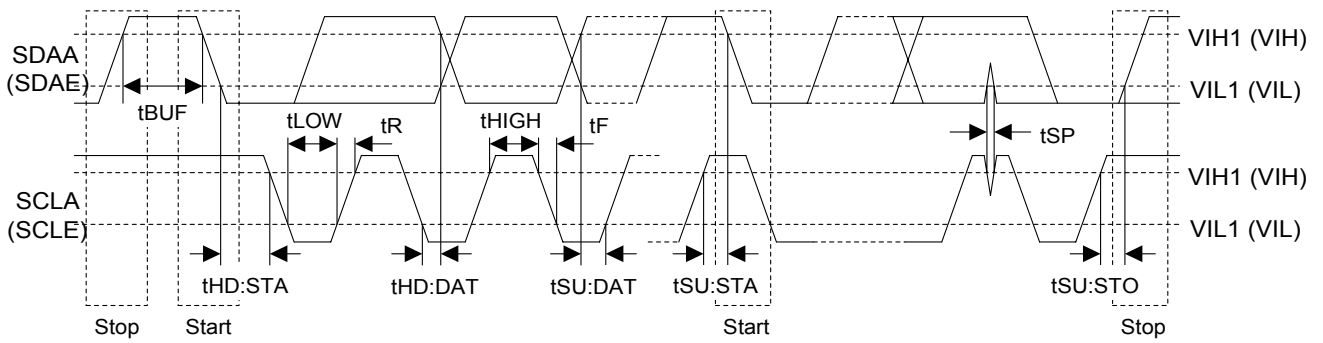 SDAA
(SDAE)
VIH1 (VIH)
VIL1 (VIL)
tBUF
tLOW
tR
tHIGH
tF
tSP
SCLA
(SCLE)
VIH1 (VIH)
VIL1 (VIL)
tHD:STA
tHD:DAT
tSU:DAT
tSU:STA
tSU:STO
Stop
Start
Start
Stop